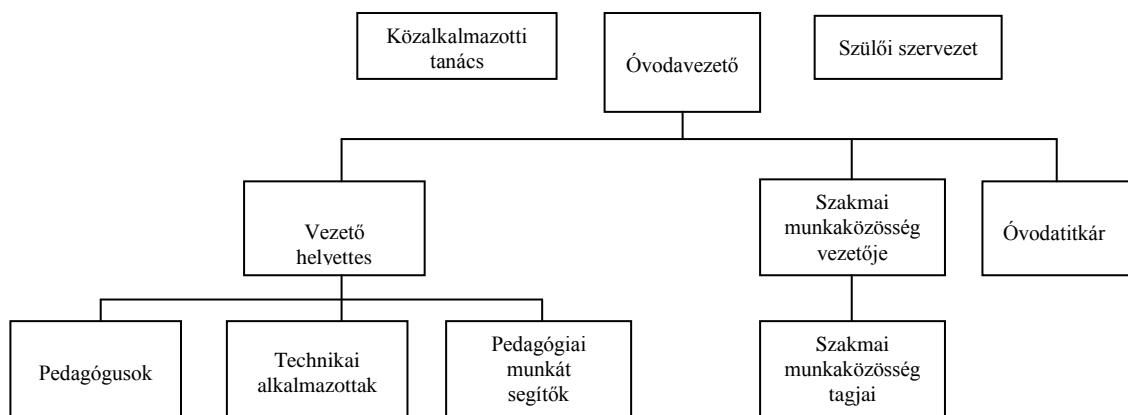 Közalkalmazotti
tanács
Óvodavezető
Szülői szervezet
Vezető
helvettes
Szakmai
munkaközösség
vezetője
Óvodatitkár
Pedagógusok
Technikai
alkalmazottak
Pedagógiai
munkát
segítők
Szakmai
munkaközösség
tagjai